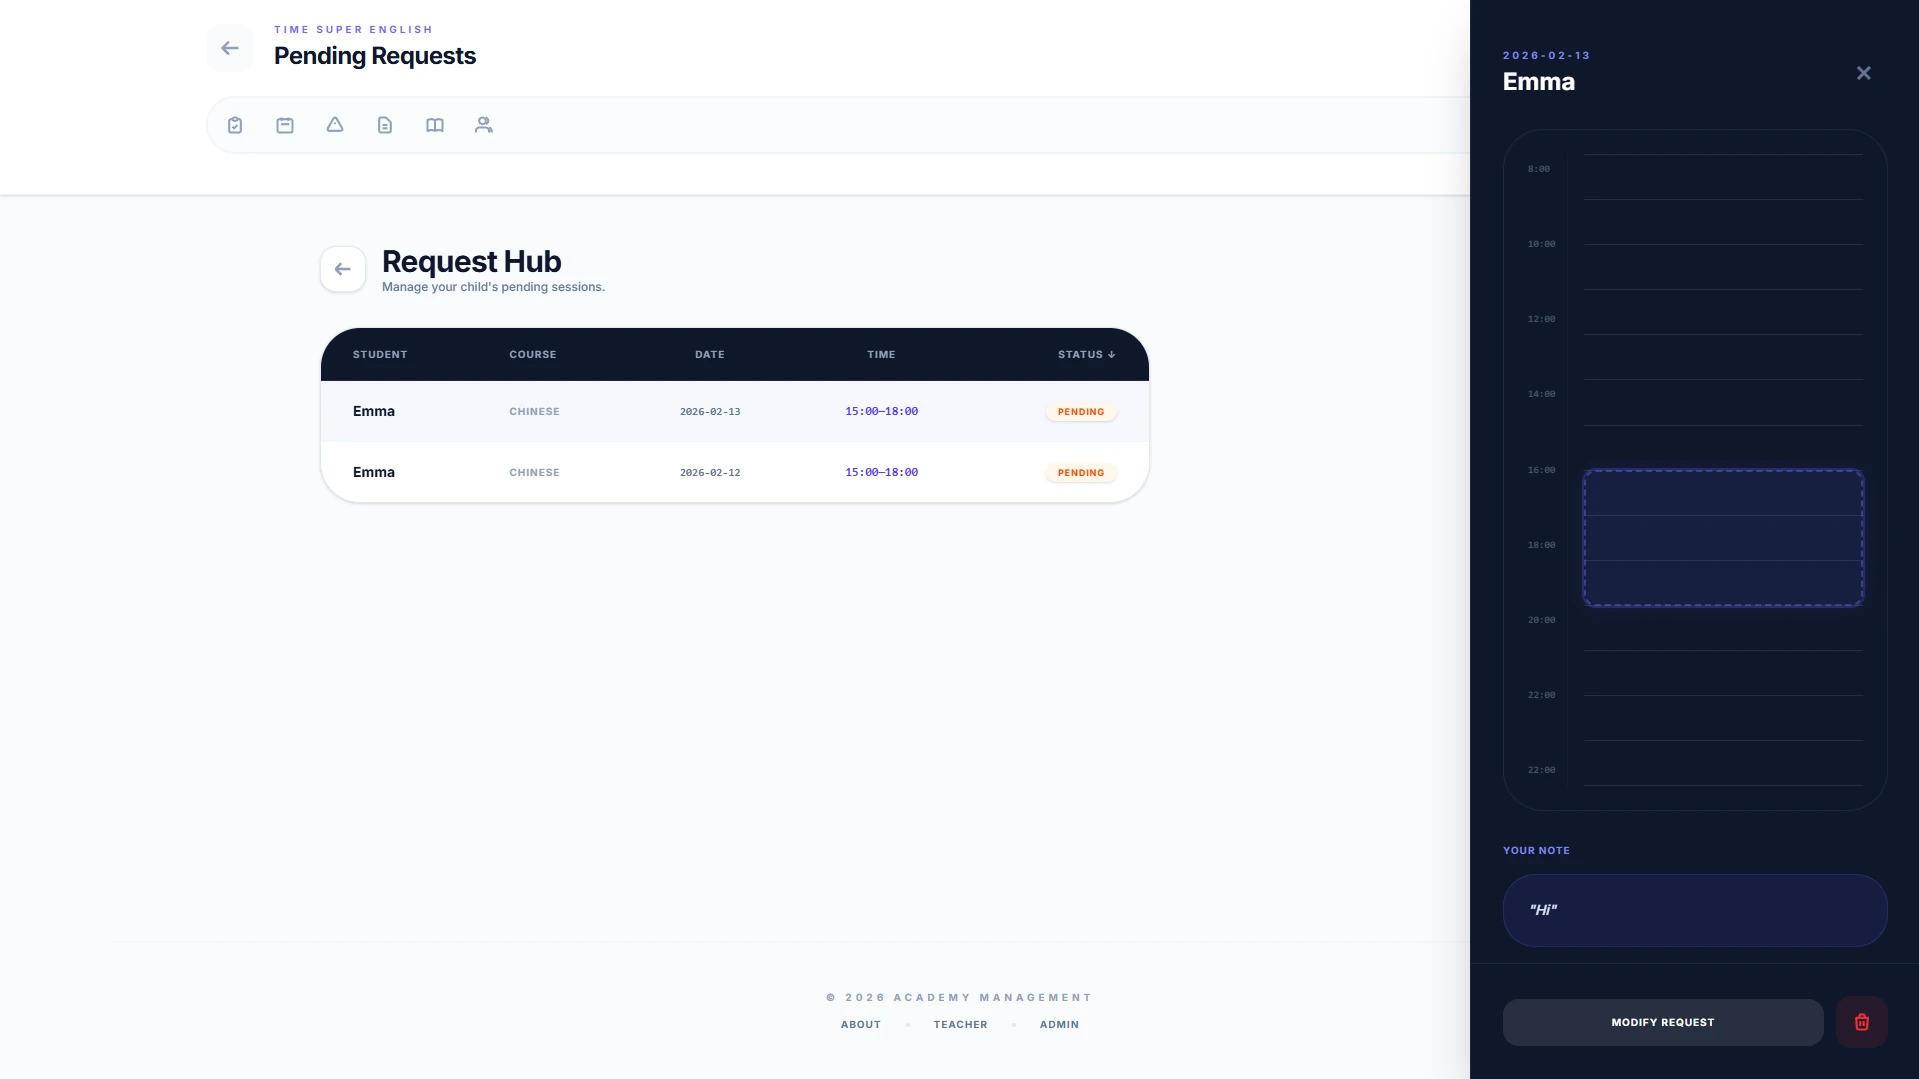 TIME SUPER ENGLISH
Pending Requests
Request Hub
Manage your child's pending sessions.
STUDENT COURSE DATE TIME STATUS ↓
Emma CHINESE 2026-02-13 15:00–18:00 PENDING
Emma CHINESE 2026-02-12 15:00–18:00 PENDING
© 2026 ACADEMY MANAGEMENT
ABOUT • TEACHER • ADMIN
2026-02-13
Emma
8:00
10:00
12:00
14:00
16:00
18:00
20:00
22:00
22:00
YOUR NOTE
"Hi"
MODIFY REQUEST